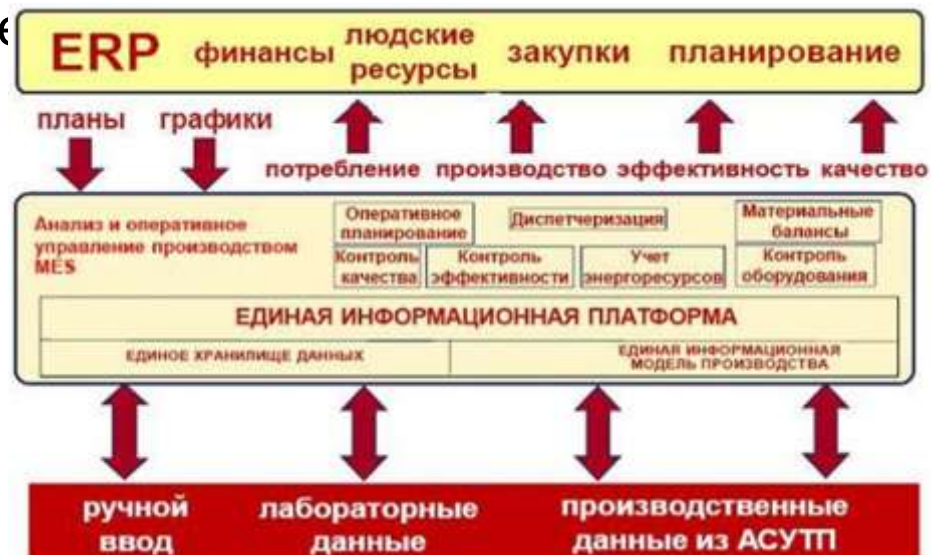 е
ERP финансы людские ресурсы закупки планирование
планы графики
потребление производство эффективность качество
Анализ и оперативное
управление производством
MES
Оперативное
планирование
Диспетчеризация
Материальные
балансы
Контроль
качества
Контроль
эффективности
Учет
энергоресурсов
Контроль
оборудования
ЕДИНАЯ ИНФОРМАЦИОННАЯ ПЛАТФОРМА
ЕДИНОЕ ХРАНИЛИЩЕ ДАННЫХ
ЕДИНАЯ ИНФОРМАЦИОННАЯ
МОДЕЛЬ ПРОИЗВОДСТВА
ручной
ввод
лабораторные
данные
производственные
данные из АСУТП